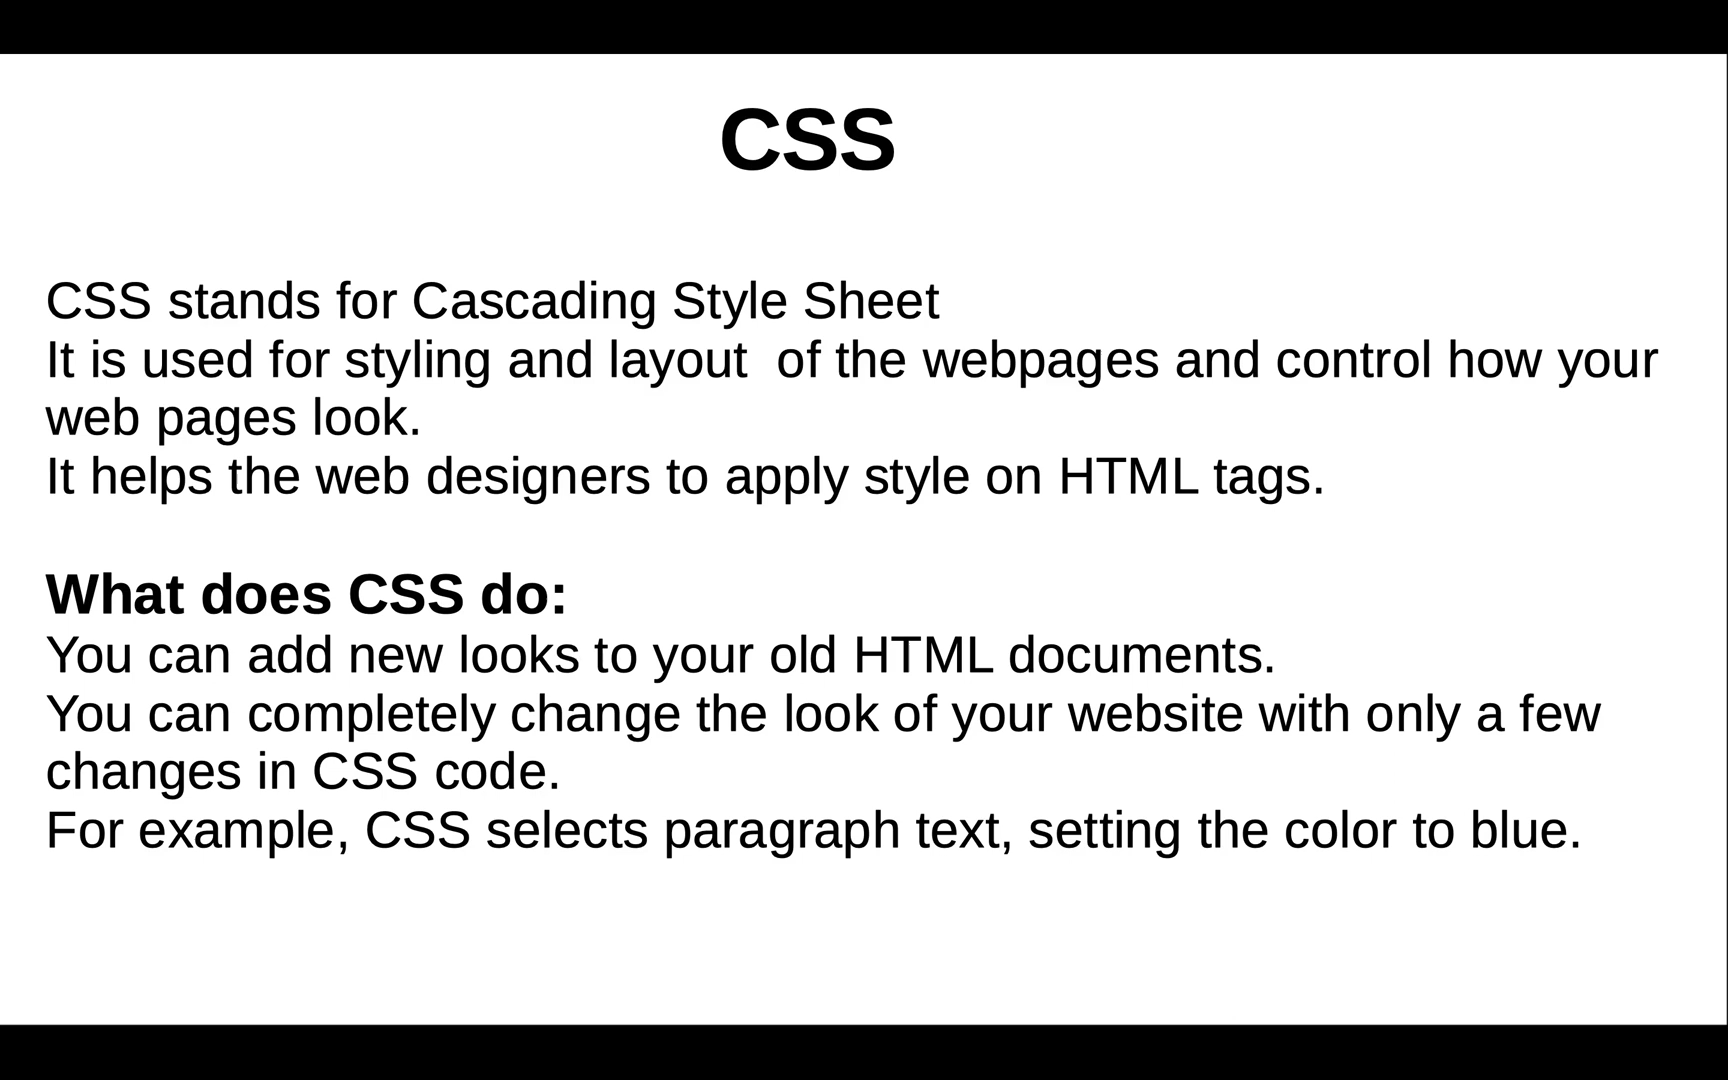 CSS
CSS stands for Cascading Style Sheet
It is used for styling and layout  of the webpages and control how your
web pages look.
It helps the web designers to apply style on HTML tags.
What does CSS do:
You can add new looks to your old HTML documents.
You can completely change the look of your website with only a few
changes in CSS code.
For example, CSS selects paragraph text, setting the color to blue.